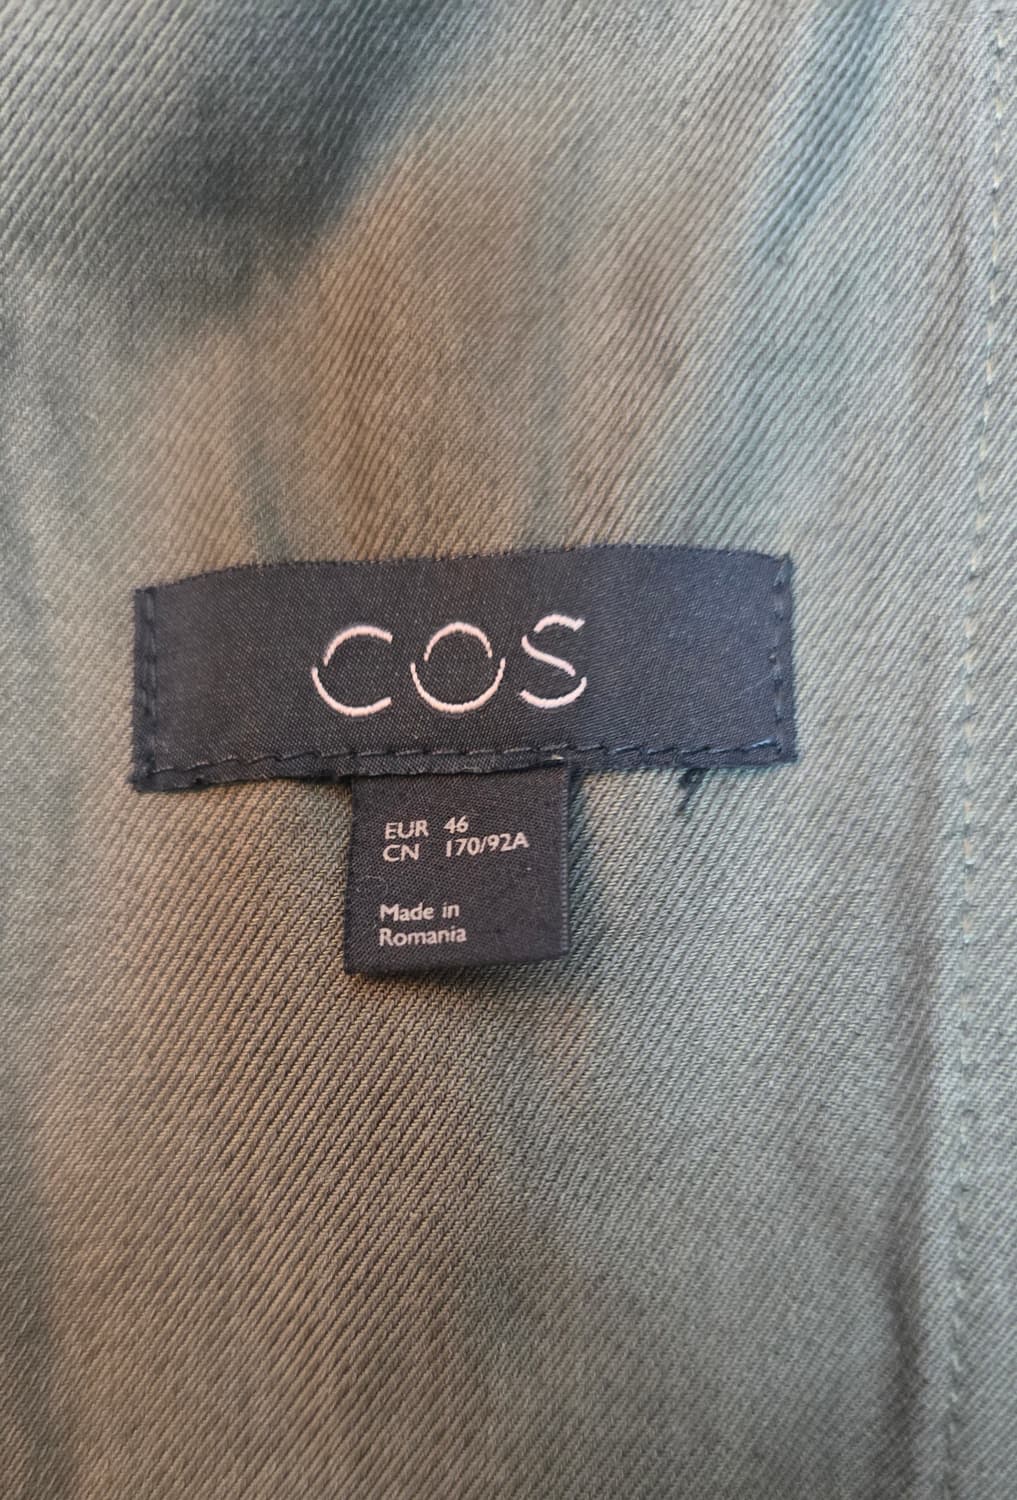 COS
EUR 46
CN 170/92A
Made in
Romania